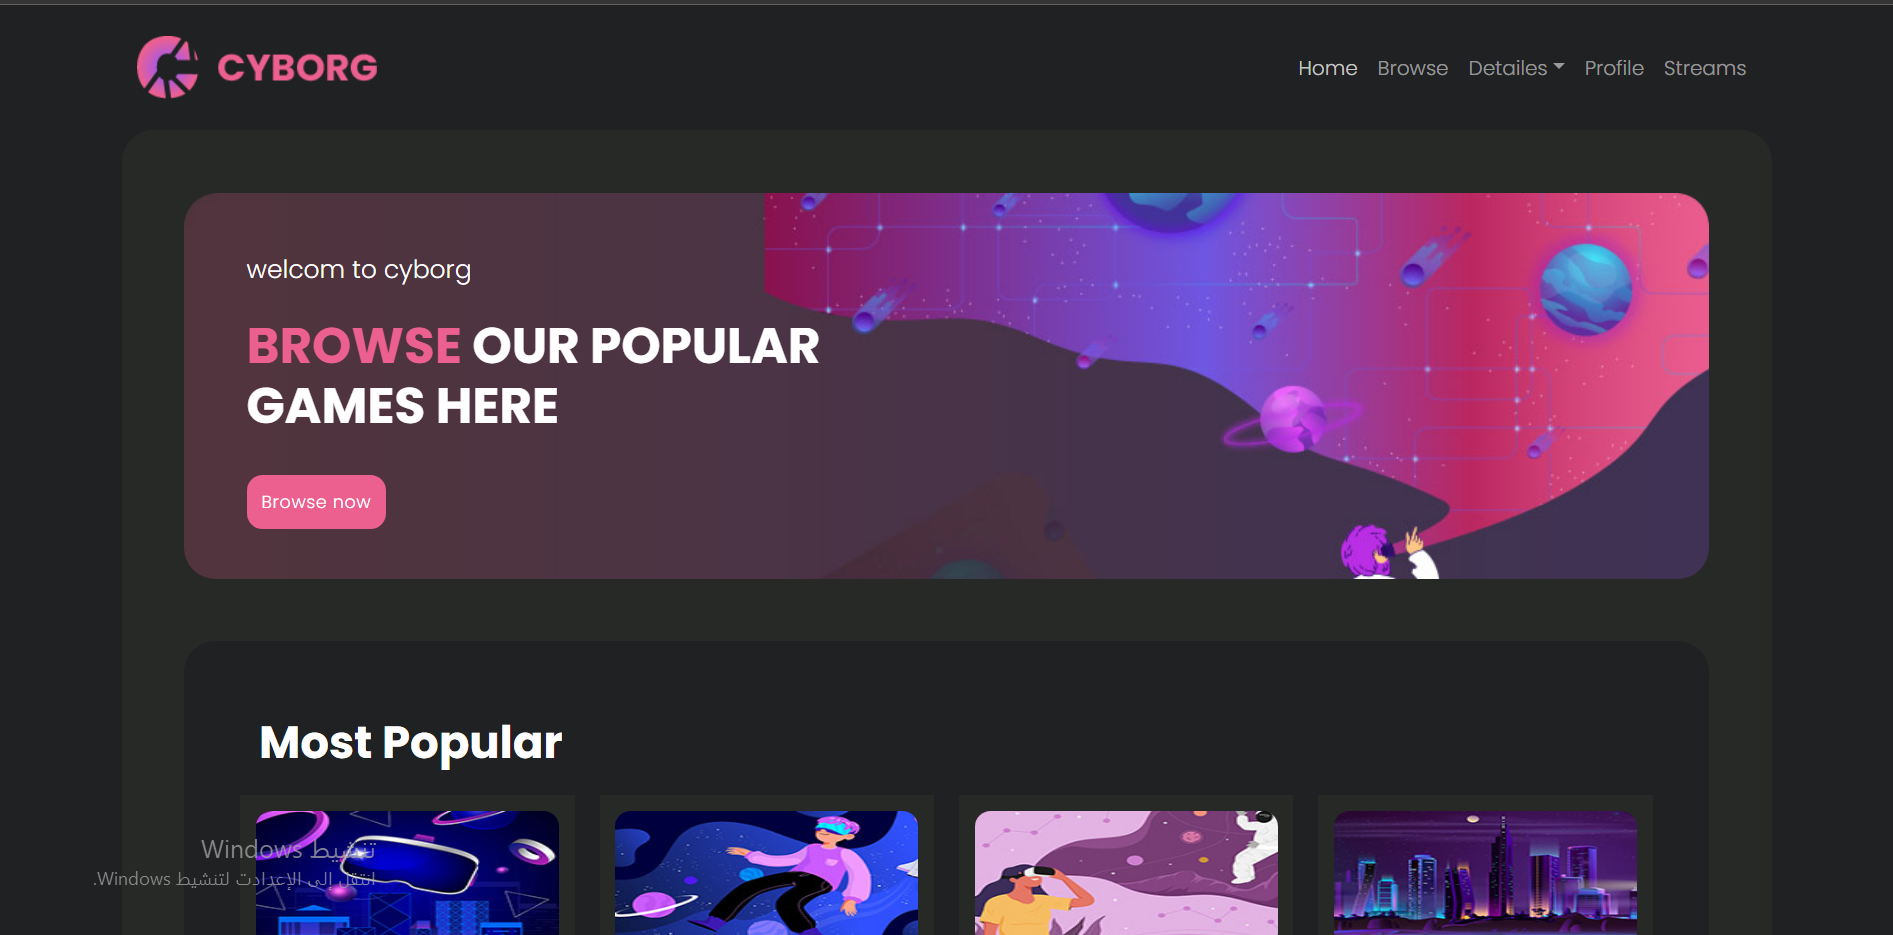 CYBORG
Home Browse Detailes Profile Streams
welcom to cyborg
BROWSE OUR POPULAR
GAMES HERE
Browse now
Most Popular
تنشيط Windows
انتقل إلى الإعدادت لتنشيط Windows.